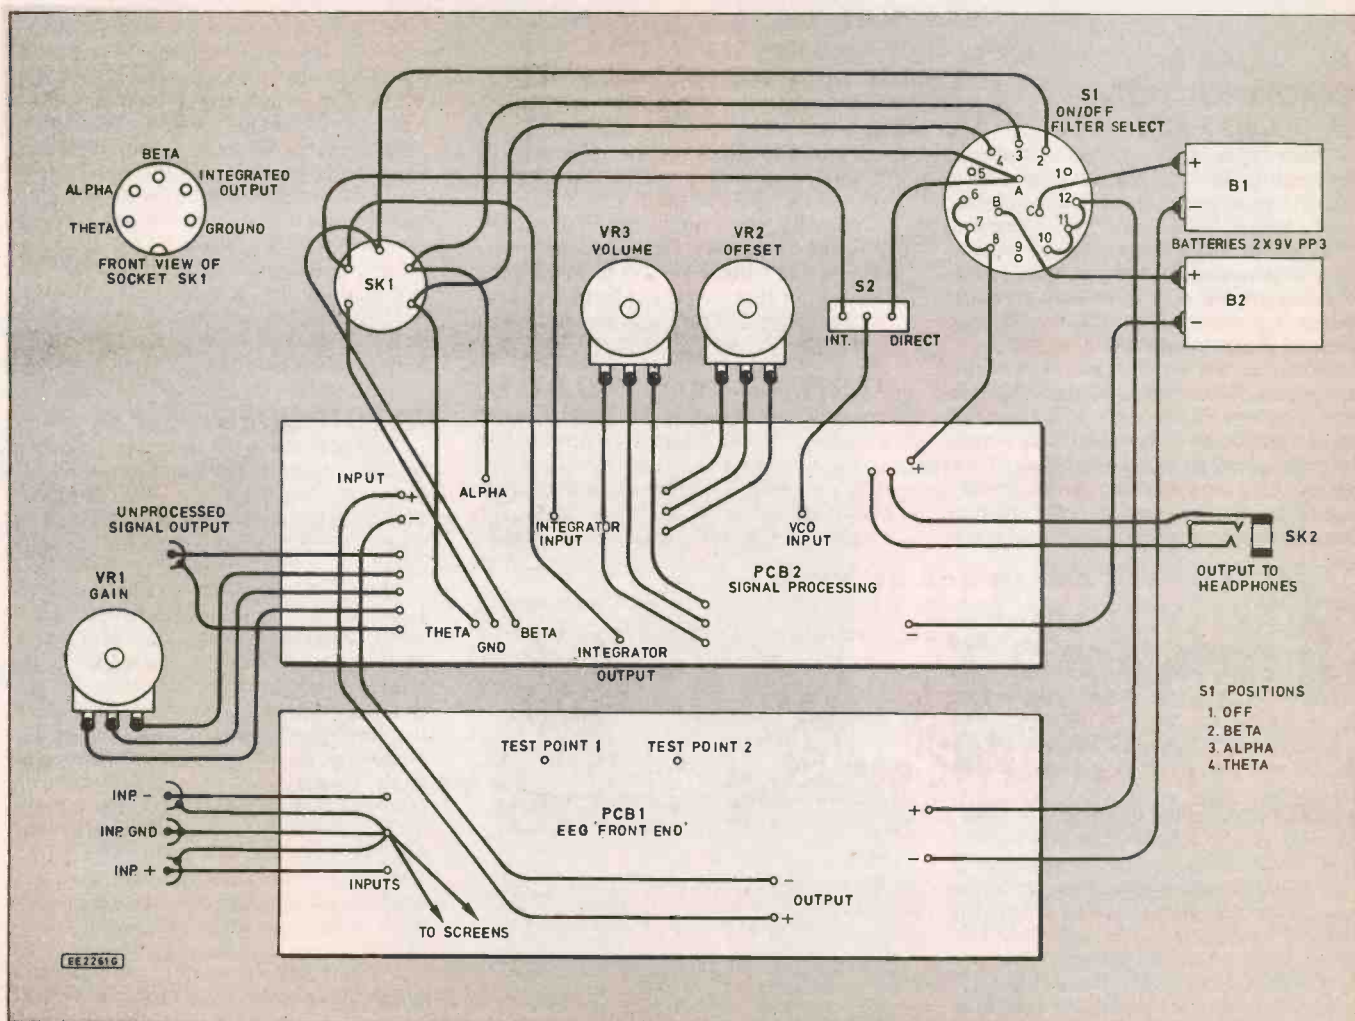 S1
ON/OFF
FILTER SELECT
BETA
ALPHA
INTEGRATED
OUTPUT
THETA
GROUND
FRONT VIEW OF
SOCKET SK1
SK1
VR3
VOLUME
VR2
OFFSET
S2
INT.
DIRECT
4
3
2
5
A
1
6
B
C
12
7
11
8
9
10
+
B1
-
BATTERIES 2X9V PP3
+
B2
-
INPUT
+
-
ALPHA
INTEGRATOR
INPUT
VCO
INPUT
+
UNPROCESSED
SIGNAL OUTPUT
PCB2
SIGNAL PROCESSING
SK2
OUTPUT TO
HEADPHONES
VR1
GAIN
THETA
GND
BETA
INTEGRATOR
OUTPUT
-
S1 POSITIONS
1. OFF
2. BETA
3. ALPHA
4. THETA
TEST POINT 1
TEST POINT 2
INP. -
INP. GND
INP. +
INPUTS
PCB1
EEG 'FRONT END'
+
-
-
OUTPUT
+
TO SCREENS
EE2261G